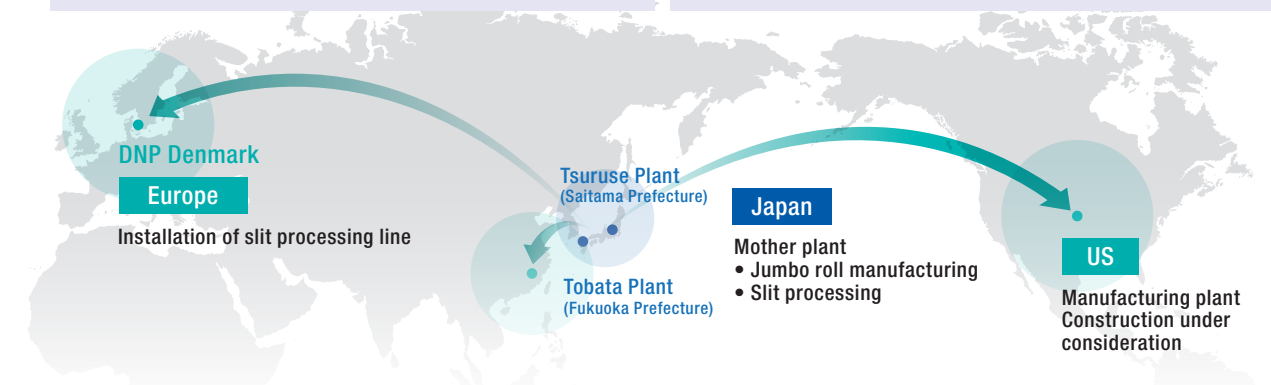 DNP Denmark
Europe
Installation of slit processing line
Tsuruse Plant
(Saitama Prefecture)
Tobata Plant
(Fukuoka Prefecture)
Japan
Mother plant
• Jumbo roll manufacturing
• Slit processing
US
Manufacturing plant
Construction under
consideration